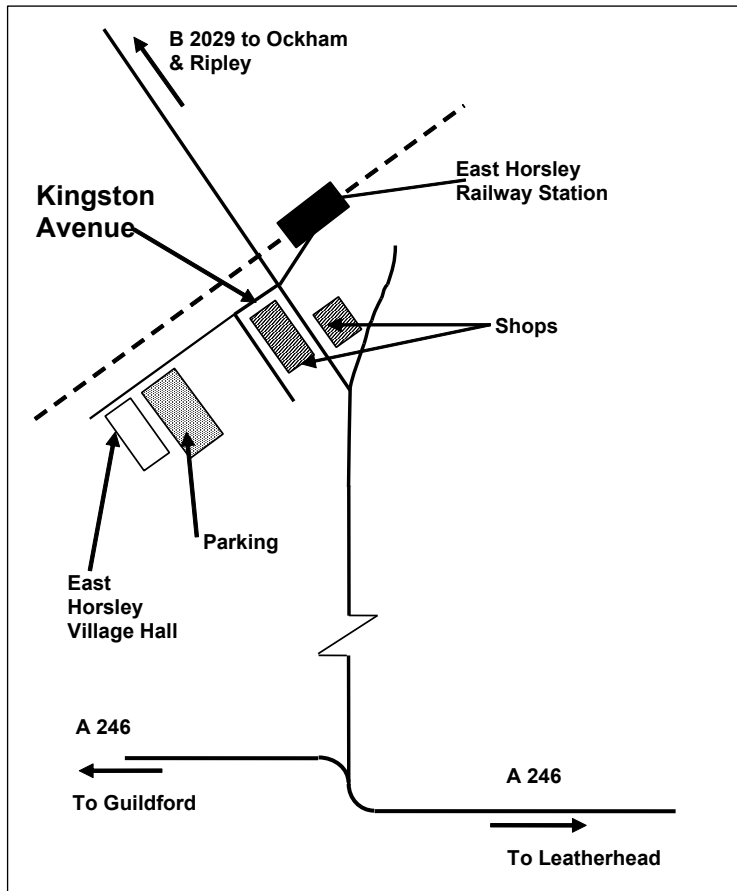 B 2029 to Ockham
& Ripley
East Horsley
Railway Station
Kingston
Avenue
Shops
Parking
East
Horsley
Village Hall
A 246
To Guildford
A 246
To Leatherhead